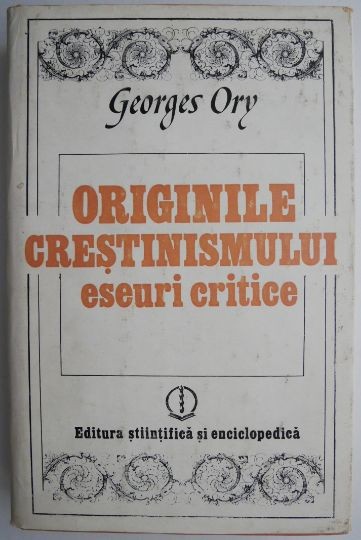 Georges Ory
ORIGINILE
CREȘTINISMULUI
eseuri critice
Editura științifică și enciclopedică